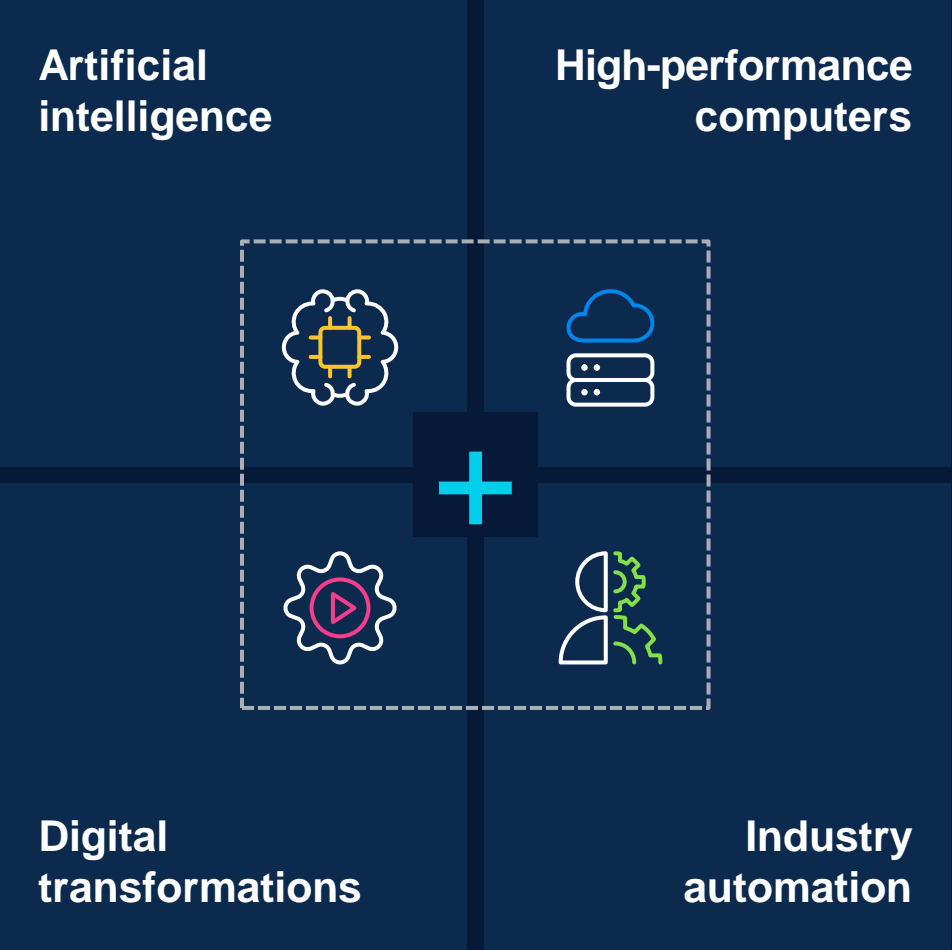 Artificial
intelligence
High-performance
computers
Digital
transformations
Industry
automation